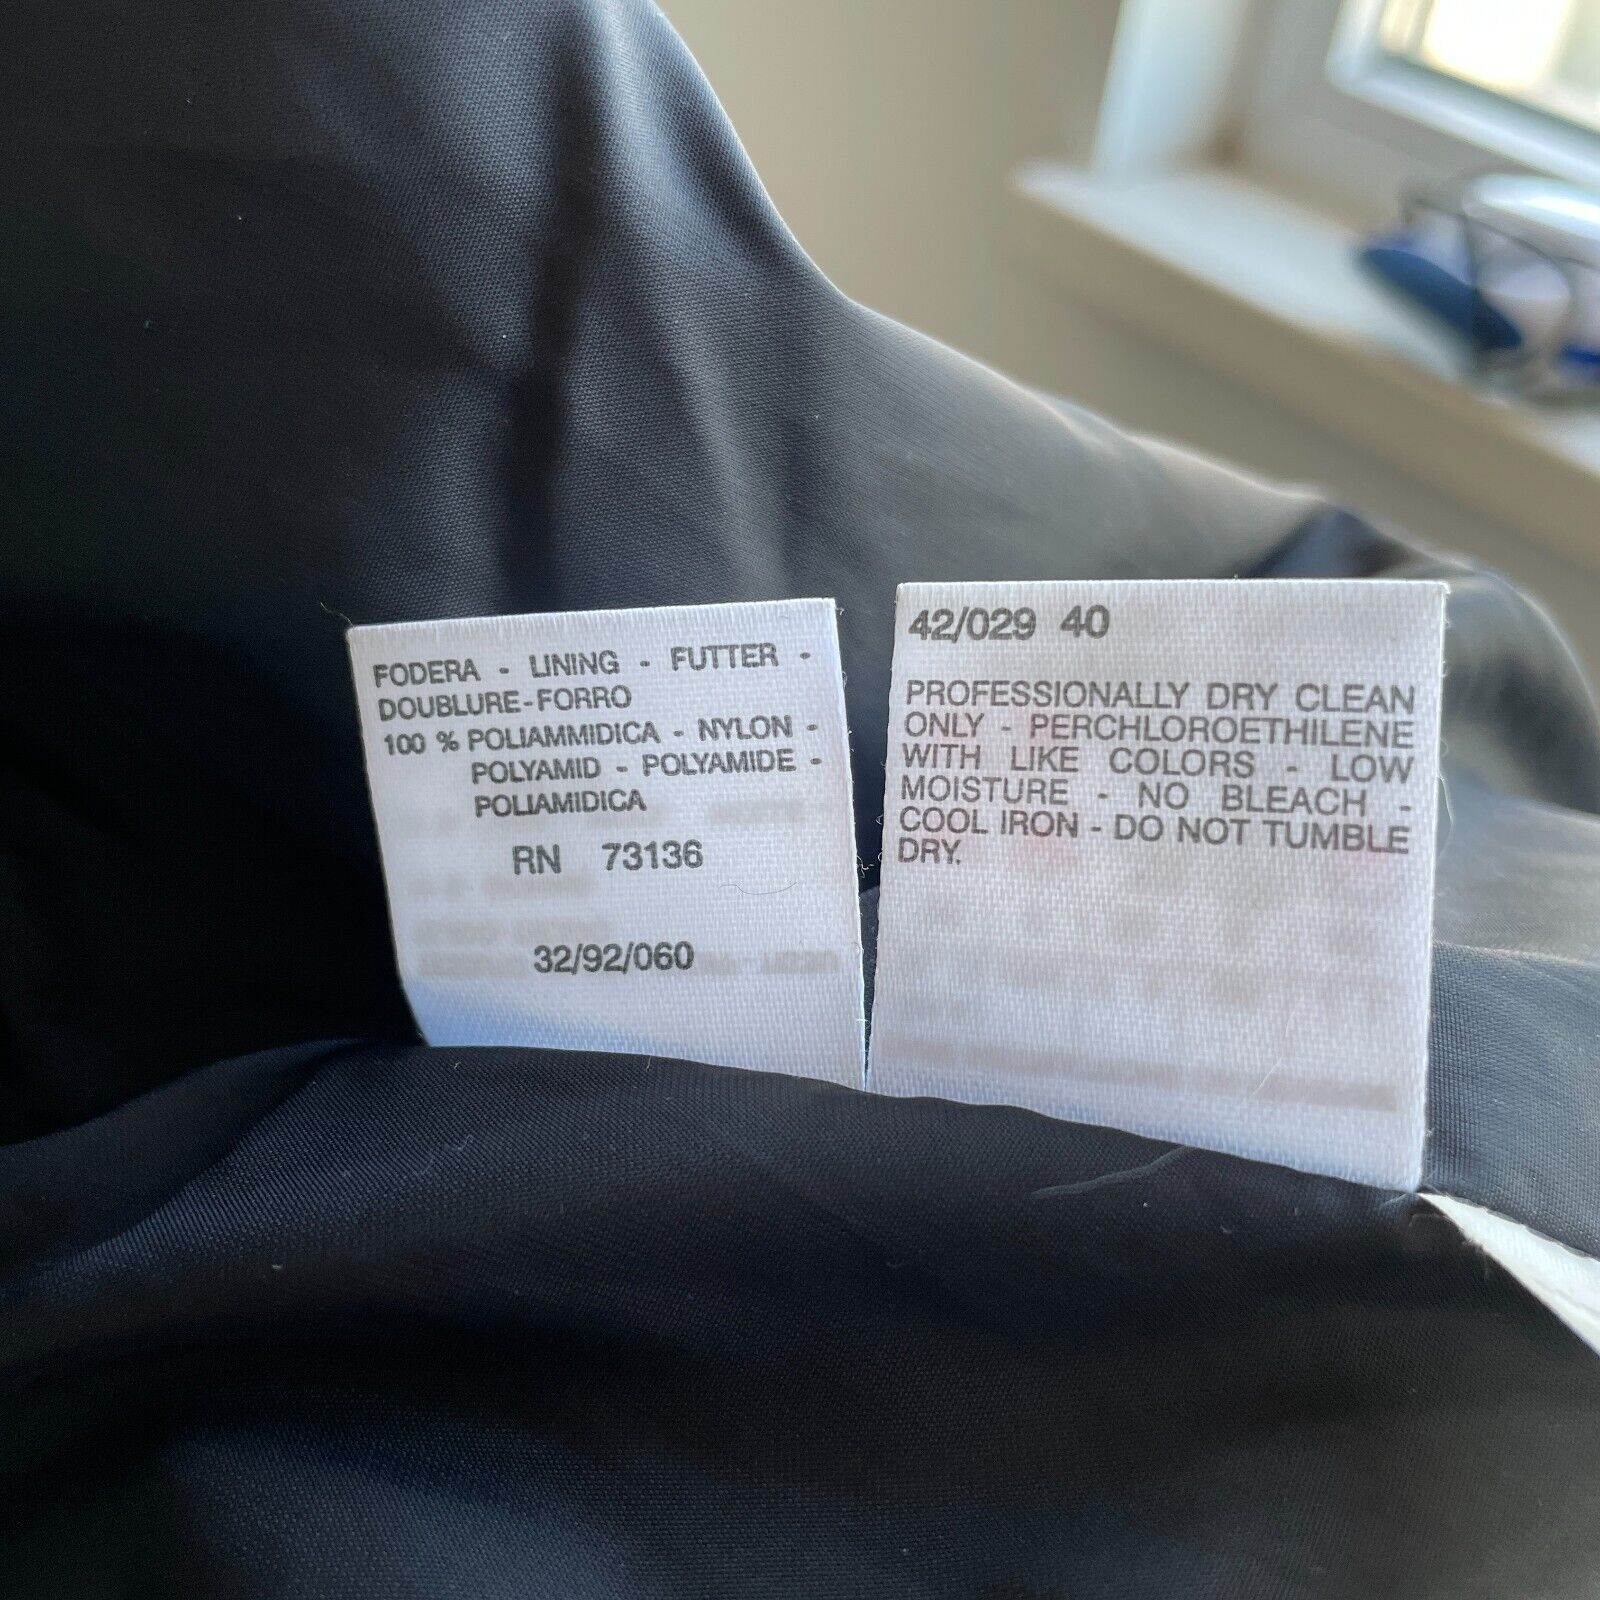 FODERA - LINING - FUTTER -
DOUBLURE-FORRO
100 % POLIAMMIDICA - NYLON -
POLYAMID - POLYAMIDE -
POLIAMIDICA
RN 73136
32/92/060
42/029 40
PROFESSIONALLY DRY CLEAN
ONLY - PERCHLOROETHILENE
WITH LIKE COLORS - LOW
MOISTURE - NO BLEACH -
COOL IRON - DO NOT TUMBLE
DRY.